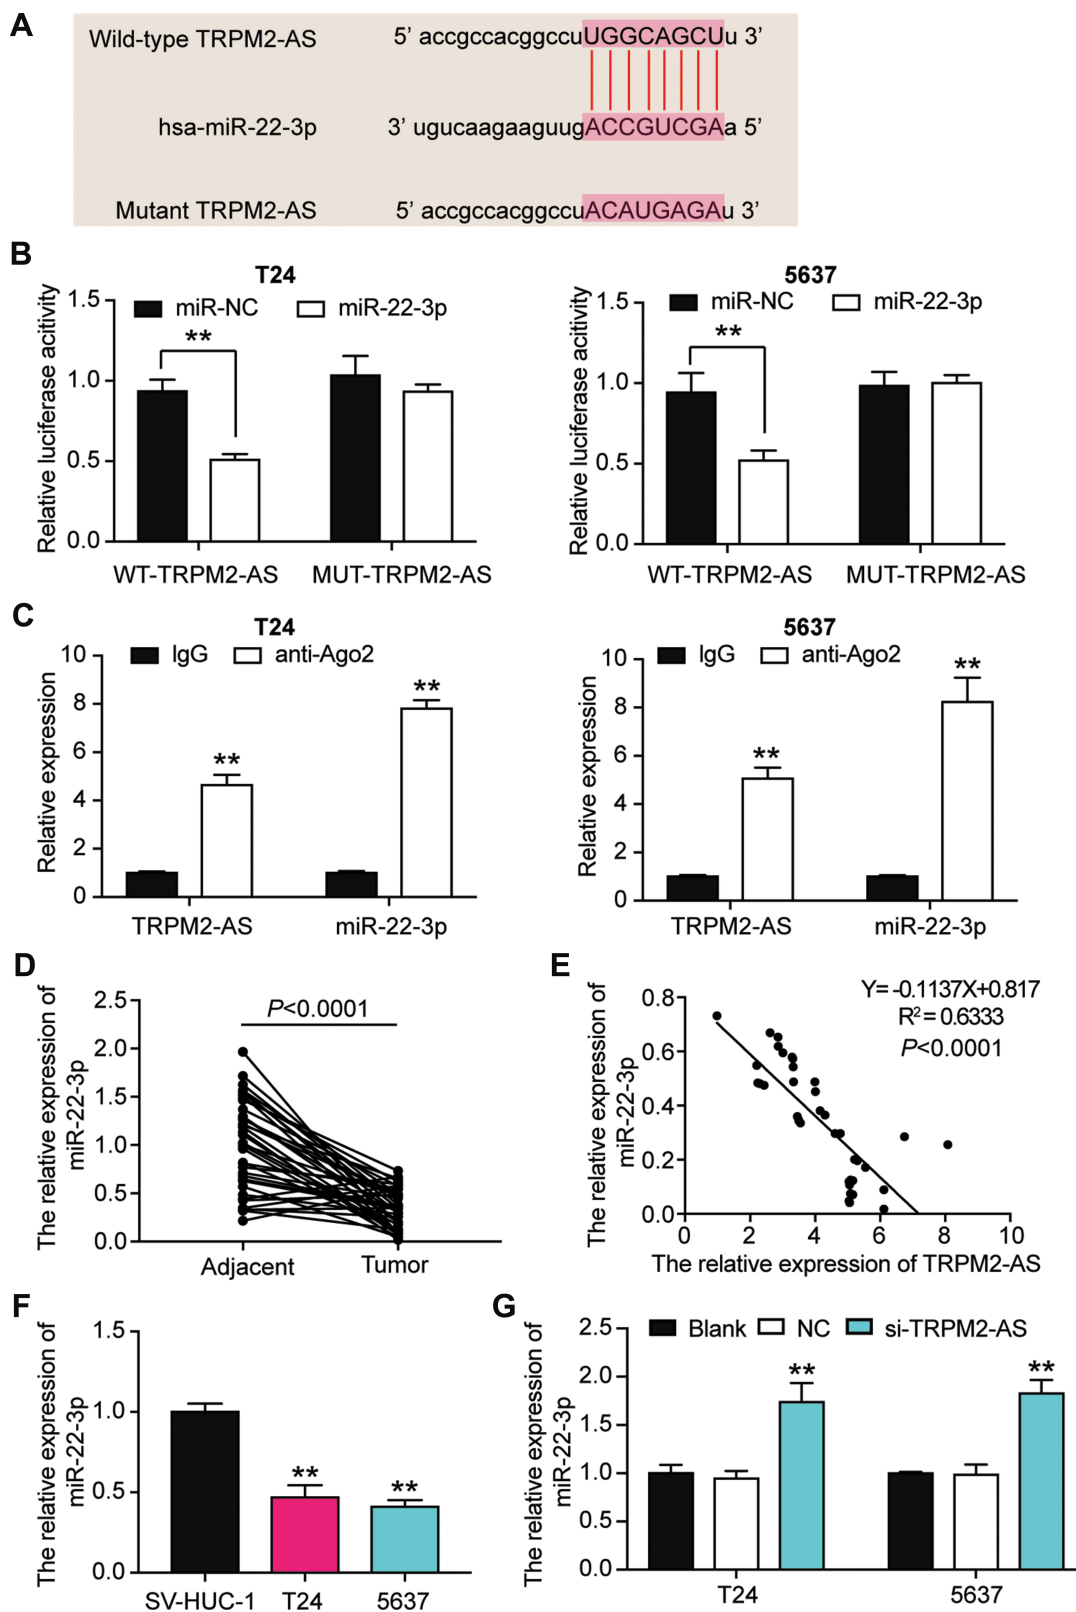 A
Wild-type TRPM2-AS 5’ accgccacggccuUGGCAGCUu 3’
hsa-miR-22-3p 3’ ugucaagaaguugACCGUCGAa 5’
Mutant TRPM2-AS 5’ accgccacggccuACAUGAGAu 3’
B
T24
miR-NC miR-22-3p
Relative luciferase acitivity
1.5
1.0
0.5
0.0
**
WT-TRPM2-AS MUT-TRPM2-AS
5637
miR-NC miR-22-3p
Relative luciferase acitivity
1.5
1.0
0.5
0.0
**
WT-TRPM2-AS MUT-TRPM2-AS
C
T24
IgG anti-Ago2
Relative expression
10
8
6
4
2
0
**
**
TRPM2-AS miR-22-3p
5637
IgG anti-Ago2
Relative expression
10
8
6
4
2
0
**
**
TRPM2-AS miR-22-3p
D
The relative expression of
miR-22-3p
2.5
2.0
1.5
1.0
0.5
0.0
P<0.0001
Adjacent Tumor
E
The relative expression of
miR-22-3p
0.8
0.6
0.4
0.2
0.0
Y= -0.1137X+0.817
R²= 0.6333
P<0.0001
0 2 4 6 8 10
The relative expression of TRPM2-AS
F
The relative expression of
miR-22-3p
1.5
1.0
0.5
0.0
**
**
SV-HUC-1 T24 5637
G
The relative expression of
miR-22-3p
Blank NC si-TRPM2-AS
2.5
2.0
1.5
1.0
0.5
0.0
**
**
T24 5637